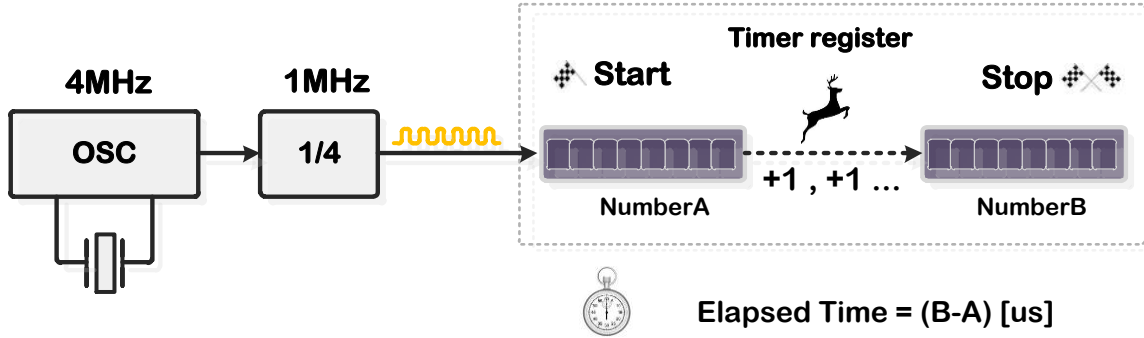 Timer register
4MHz
1MHz
Start
Stop
OSC
1/4
+1 , +1 ...
NumberA
NumberB
Elapsed Time = (B-A) [us]